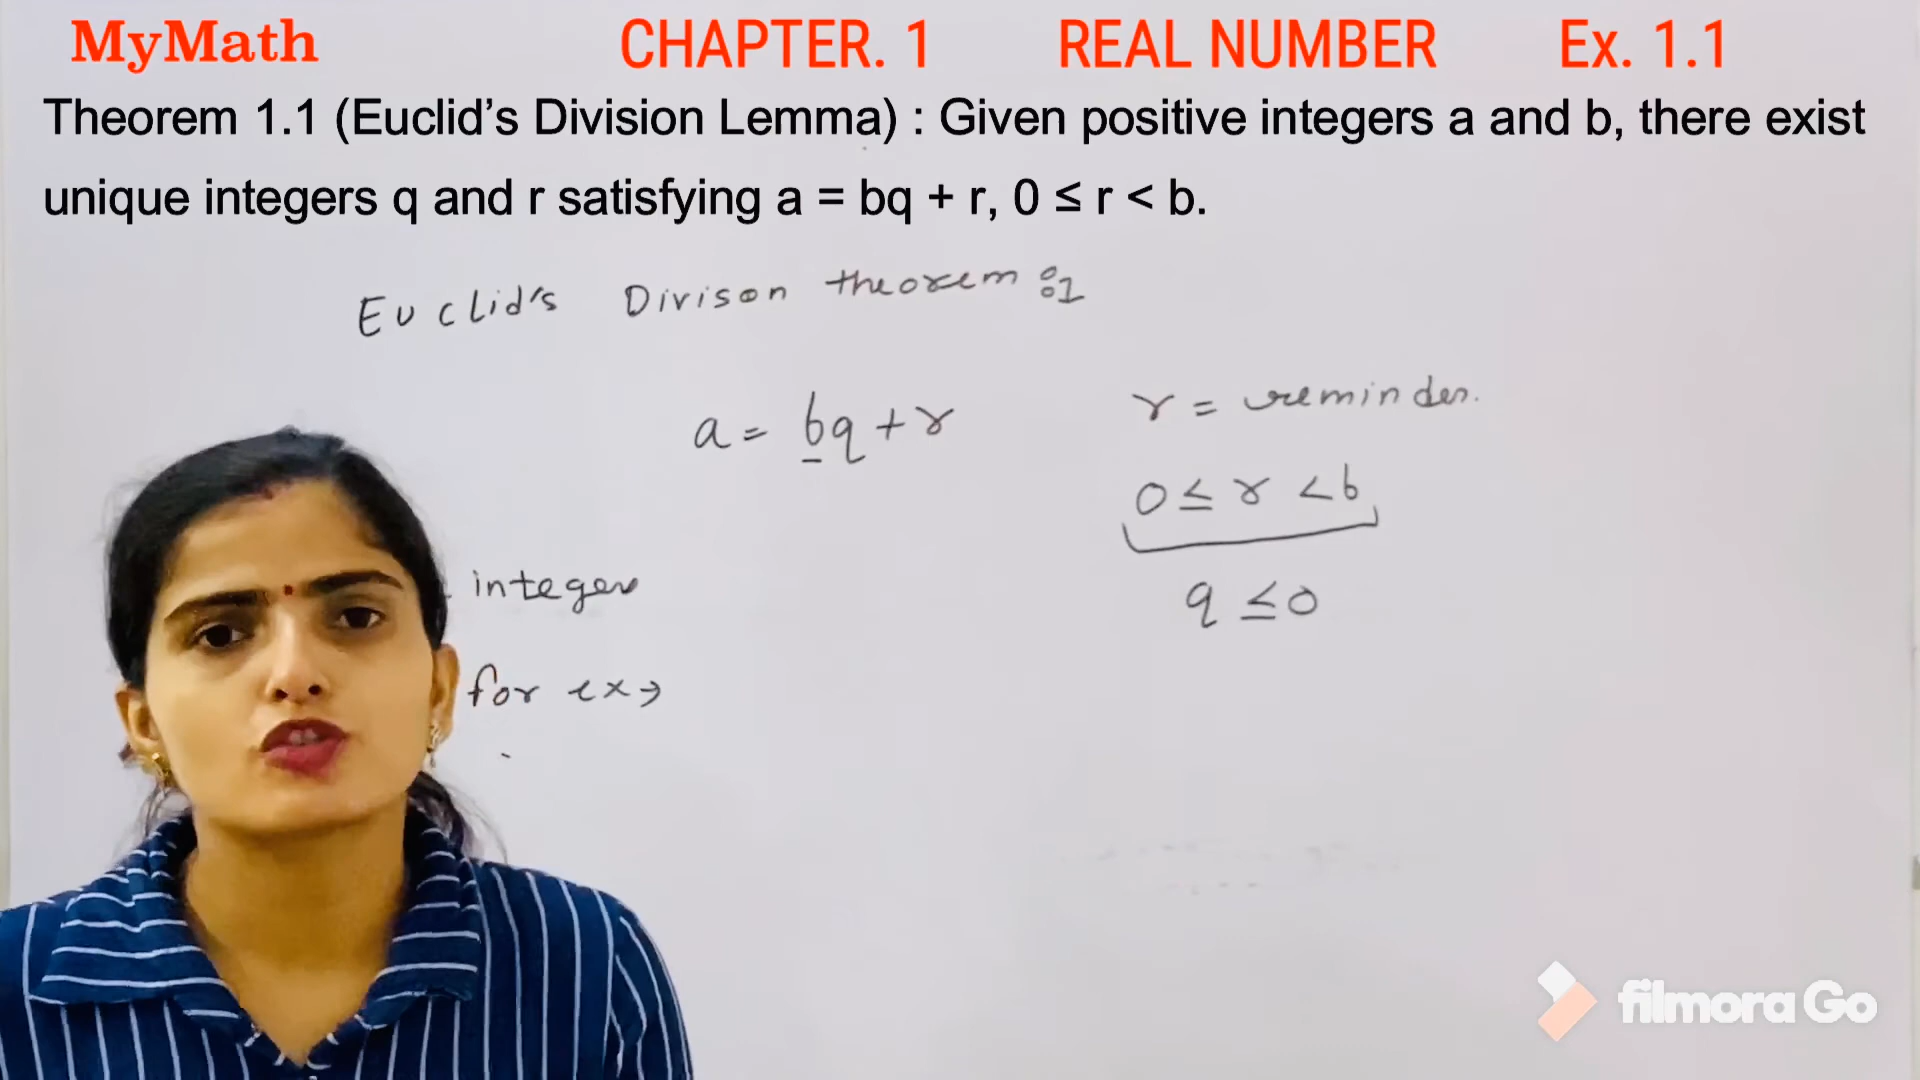 MyMath CHAPTER. 1 REAL NUMBER Ex. 1.1
Theorem 1.1 (Euclid’s Division Lemma) : Given positive integers a and b, there exist
unique integers q and r satisfying a = bq + r, 0 ≤ r < b.
Euclid's Divison theorem
a = bq + r
r = reminder.
0 ≤ r < b
q ≤ 0
integer
for ex →
filmora Go